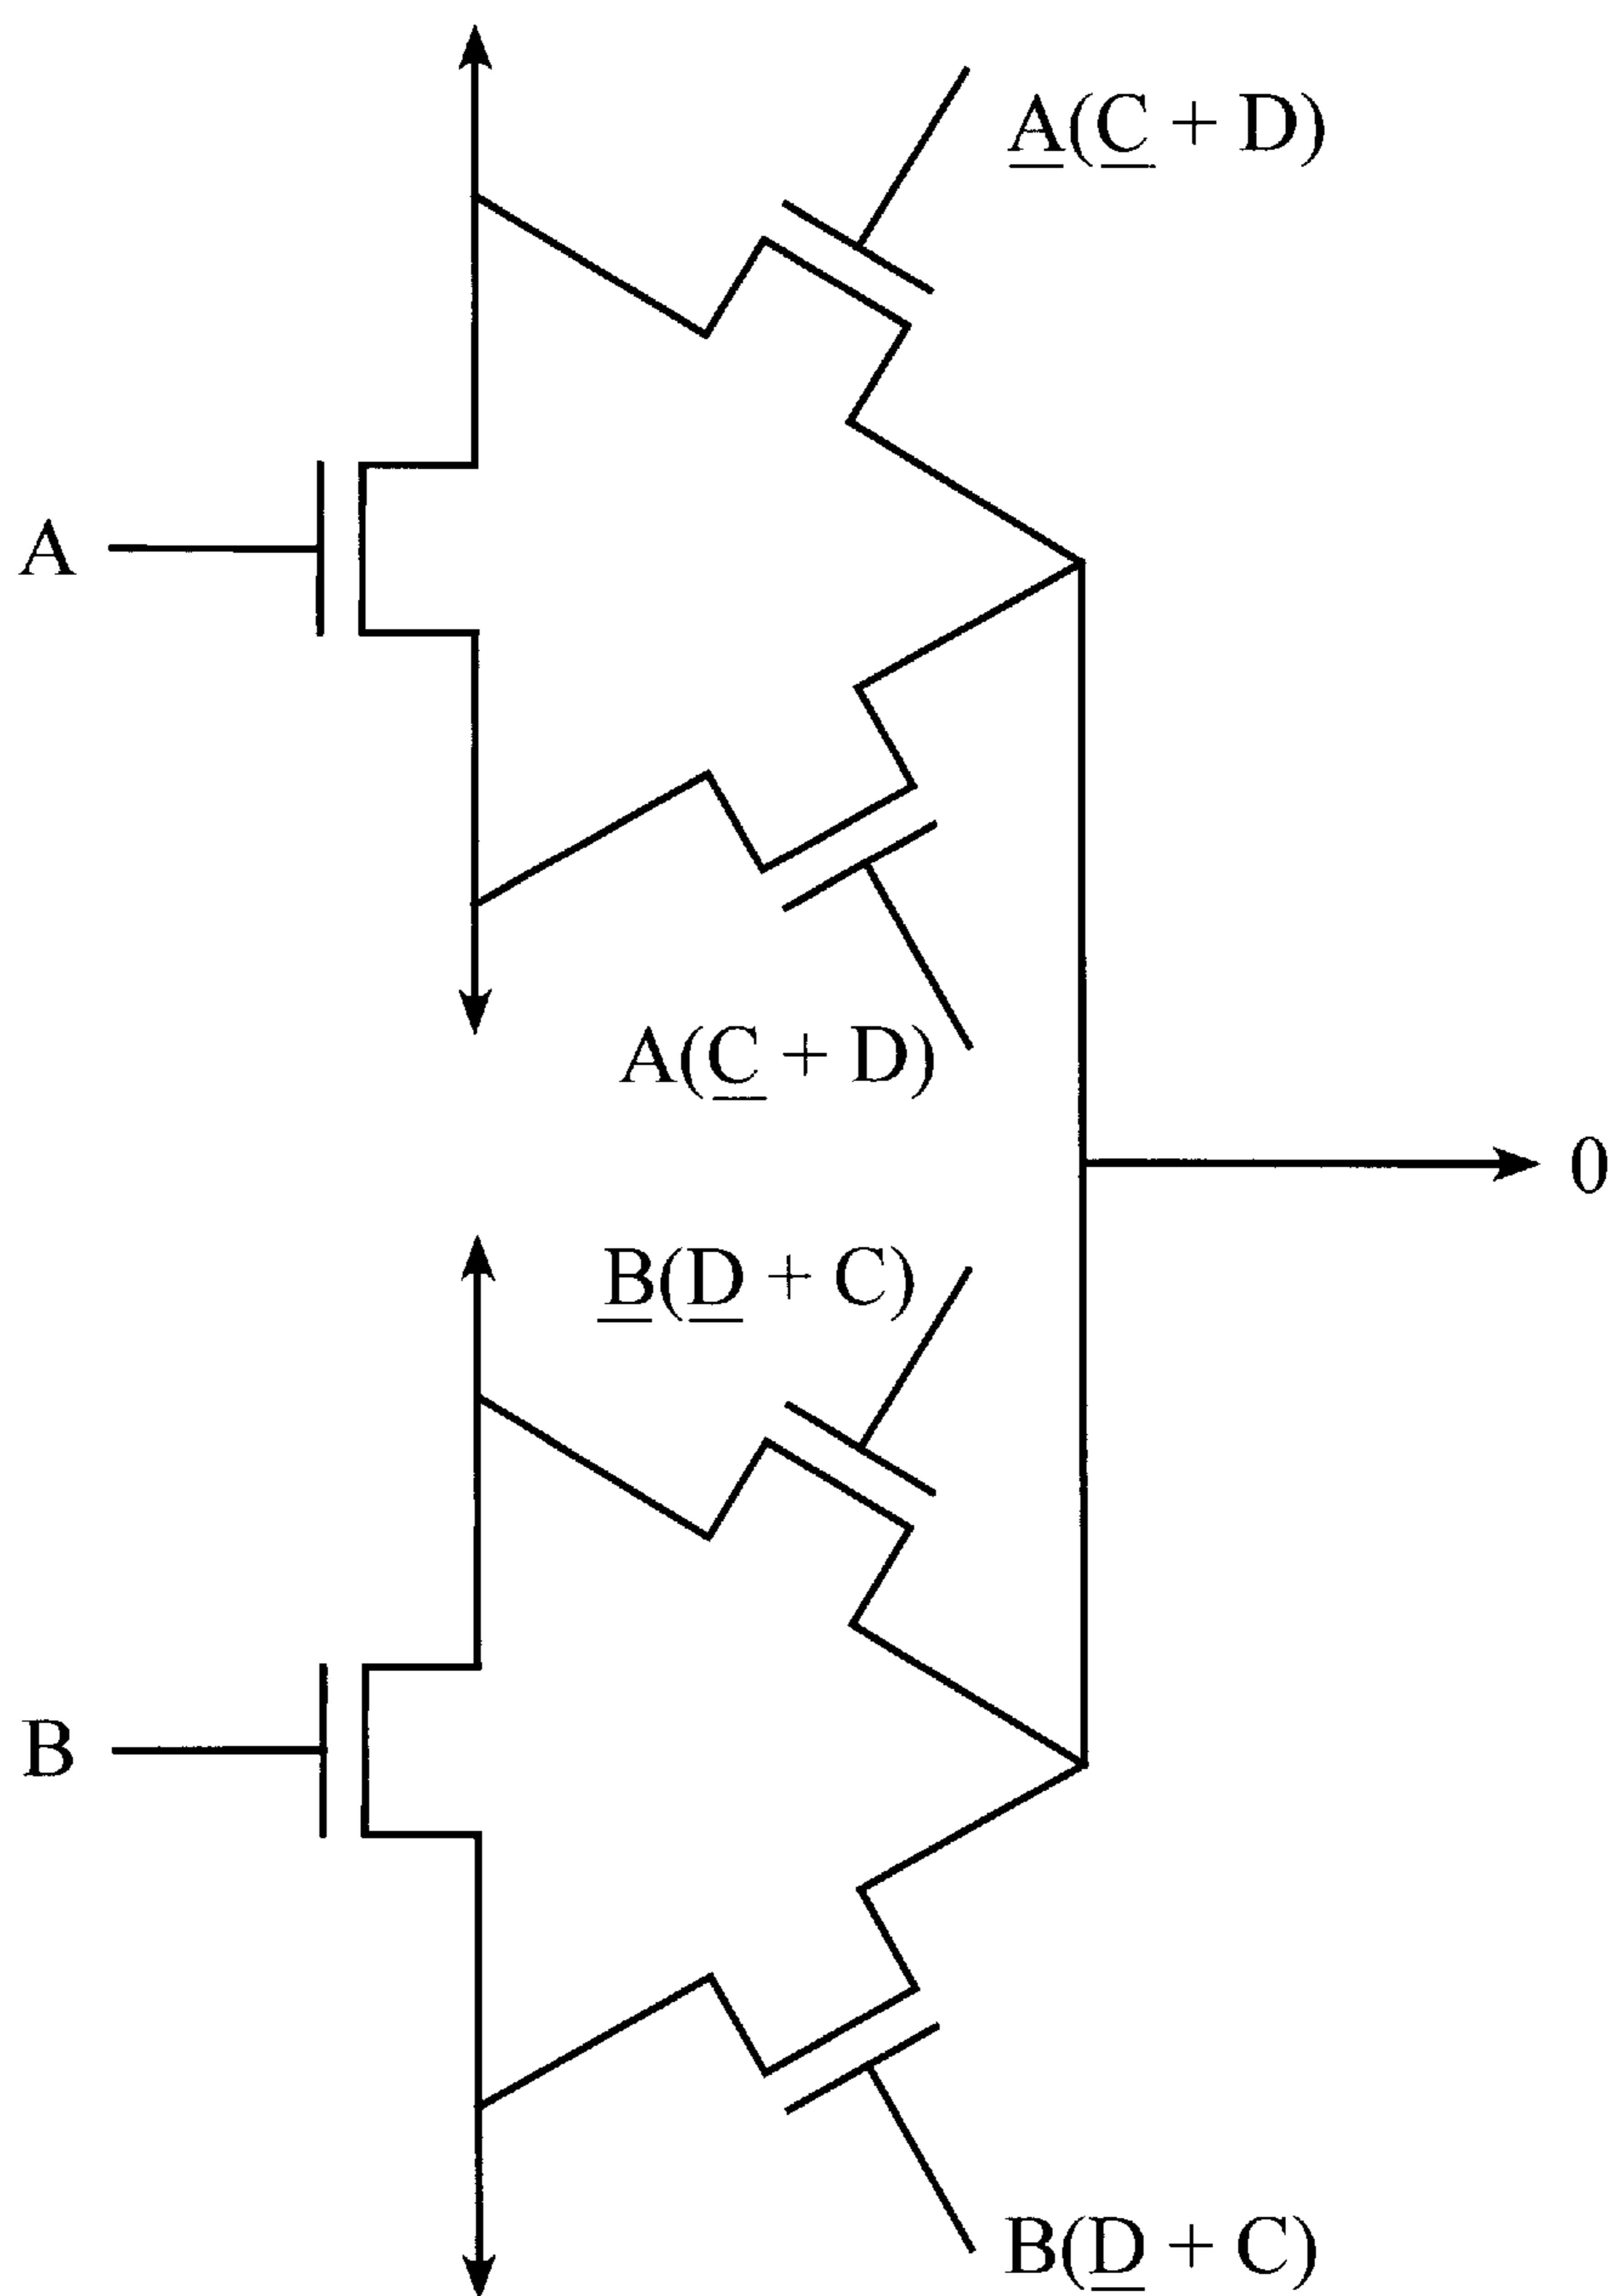 A(C + D)
A
A(C + D)
0
B(D + C)
B
B(D + C)